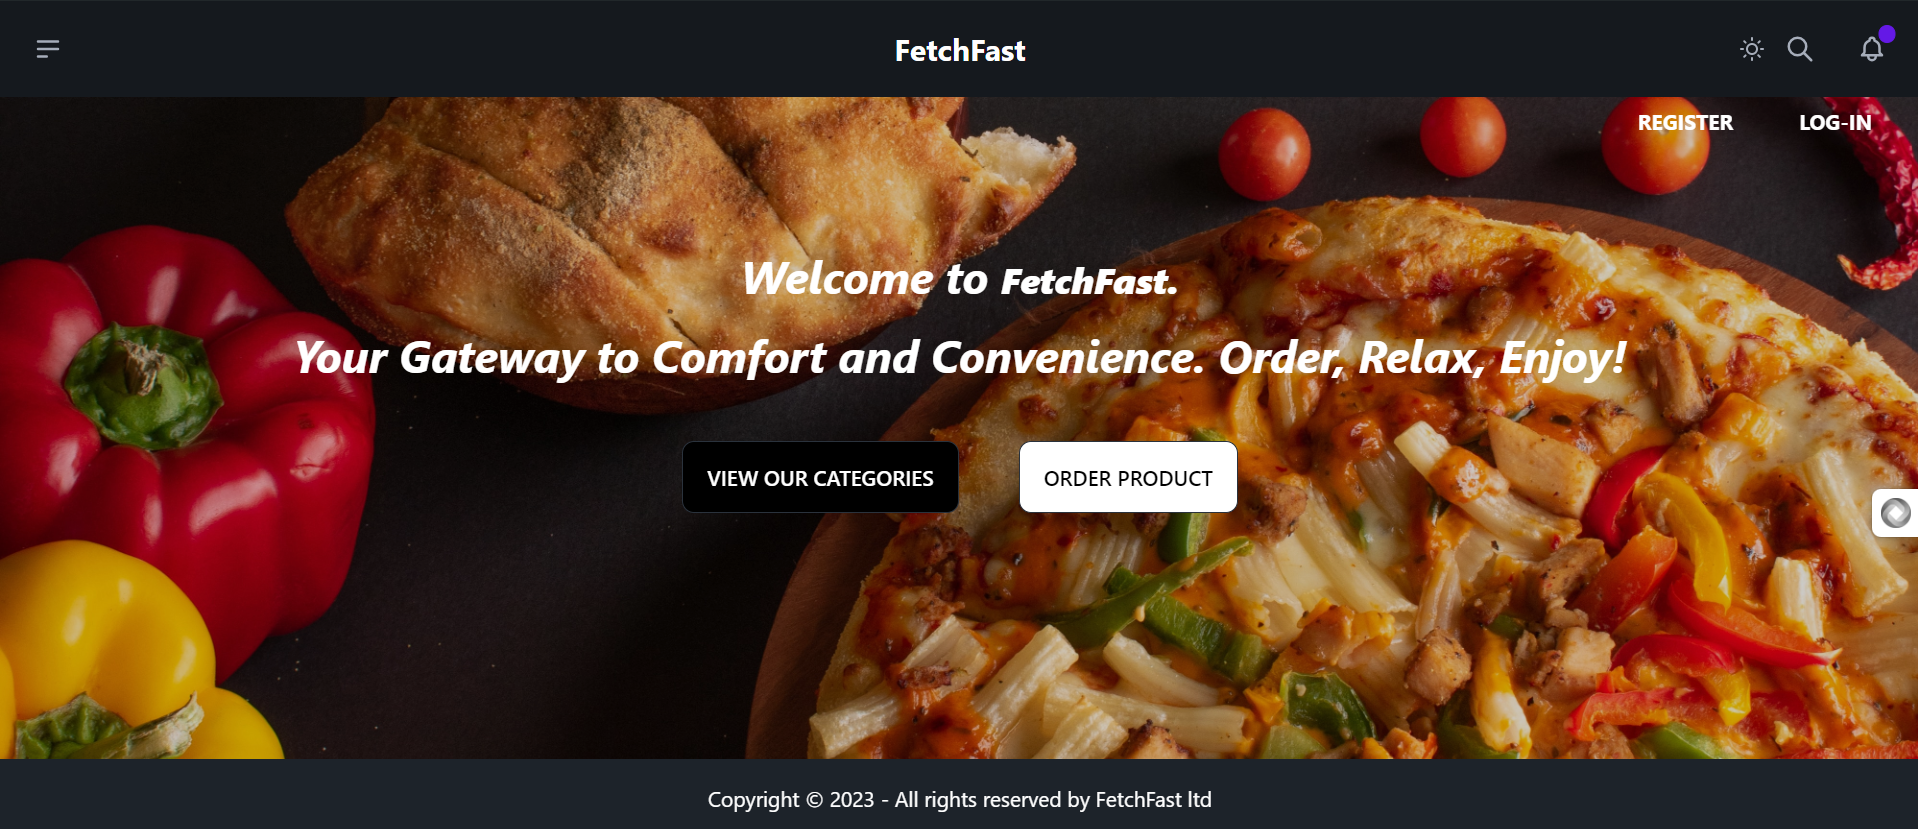 FetchFast
REGISTER LOG-IN
Welcome to FetchFast.
Your Gateway to Comfort and Convenience. Order, Relax, Enjoy!
VIEW OUR CATEGORIES ORDER PRODUCT
Copyright © 2023 - All rights reserved by FetchFast ltd